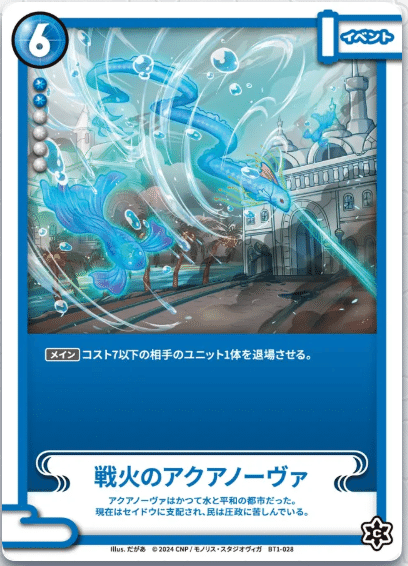 6
イベント
メイン コスト7以下の相手のユニット1体を退場させる。
戦火のアクアノーヴァ
アクアノーヴァはかつて水と平和の都市だった。
現在はセイドウに支配され、民は圧政に苦しんでいる。
C
Illus. だがあ © 2024 CNP / モノリス・スタジオヴィガ BT1-028